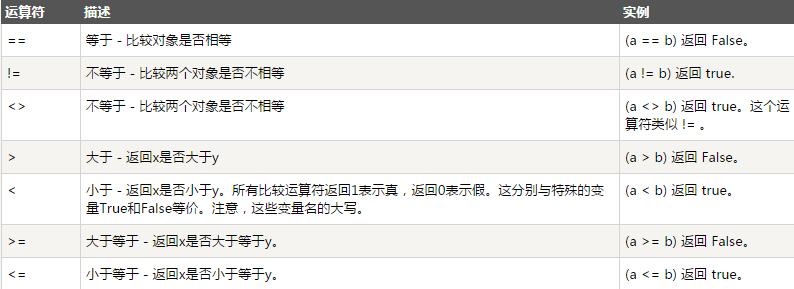 运算符 描述 实例
== 等于 - 比较对象是否相等 (a == b) 返回 False。
!= 不等于 - 比较两个对象是否不相等 (a != b) 返回 true.
<> 不等于 - 比较两个对象是否不相等 (a <> b) 返回 true。这个运
算符类似 != 。
> 大于 - 返回x是否大于y (a > b) 返回 False。
< 小于 - 返回x是否小于y。所有比较运算符返回1表示真，返回0表示假。这分别与特殊的变 (a < b) 返回 true。
量True和False等价。注意，这些变量名的大写。
>= 大于等于 - 返回x是否大于等于y。 (a >= b) 返回 False。
<= 小于等于 - 返回x是否小于等于y。 (a <= b) 返回 true。